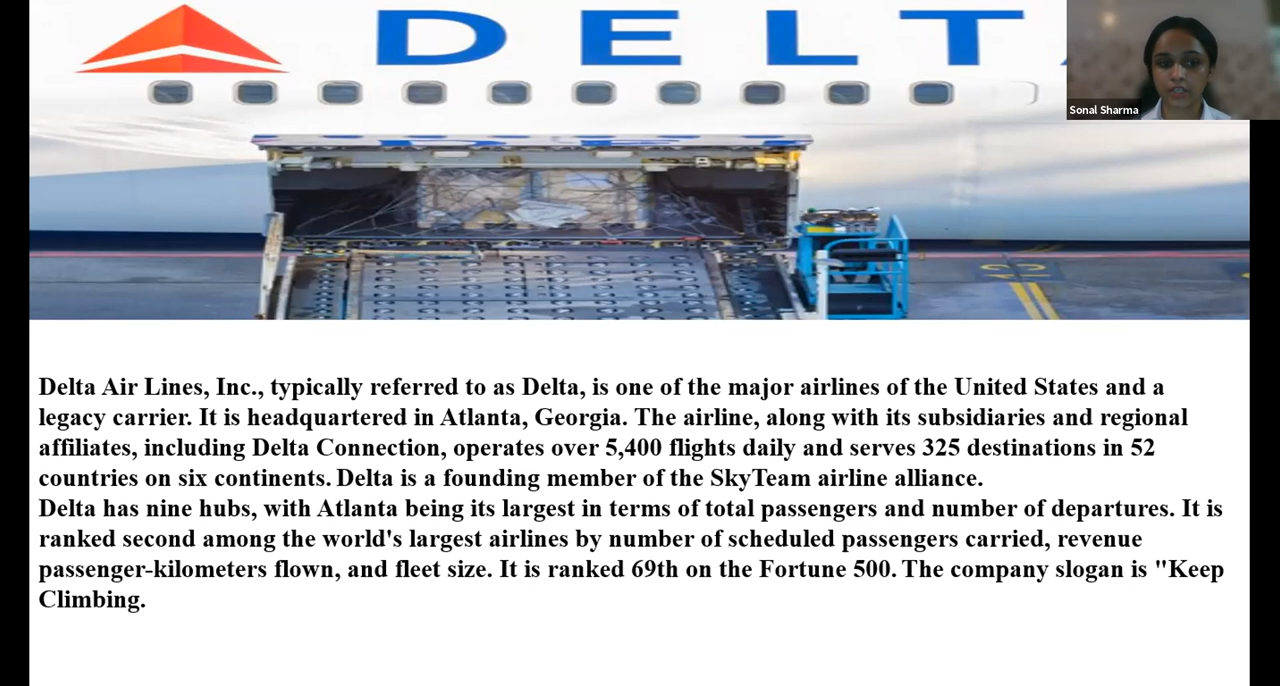 DELT
Sonal Sharma
Delta Air Lines, Inc., typically referred to as Delta, is one of the major airlines of the United States and a
legacy carrier. It is headquartered in Atlanta, Georgia. The airline, along with its subsidiaries and regional
affiliates, including Delta Connection, operates over 5,400 flights daily and serves 325 destinations in 52
countries on six continents. Delta is a founding member of the SkyTeam airline alliance.
Delta has nine hubs, with Atlanta being its largest in terms of total passengers and number of departures. It is
ranked second among the world's largest airlines by number of scheduled passengers carried, revenue
passenger-kilometers flown, and fleet size. It is ranked 69th on the Fortune 500. The company slogan is "Keep
Climbing.